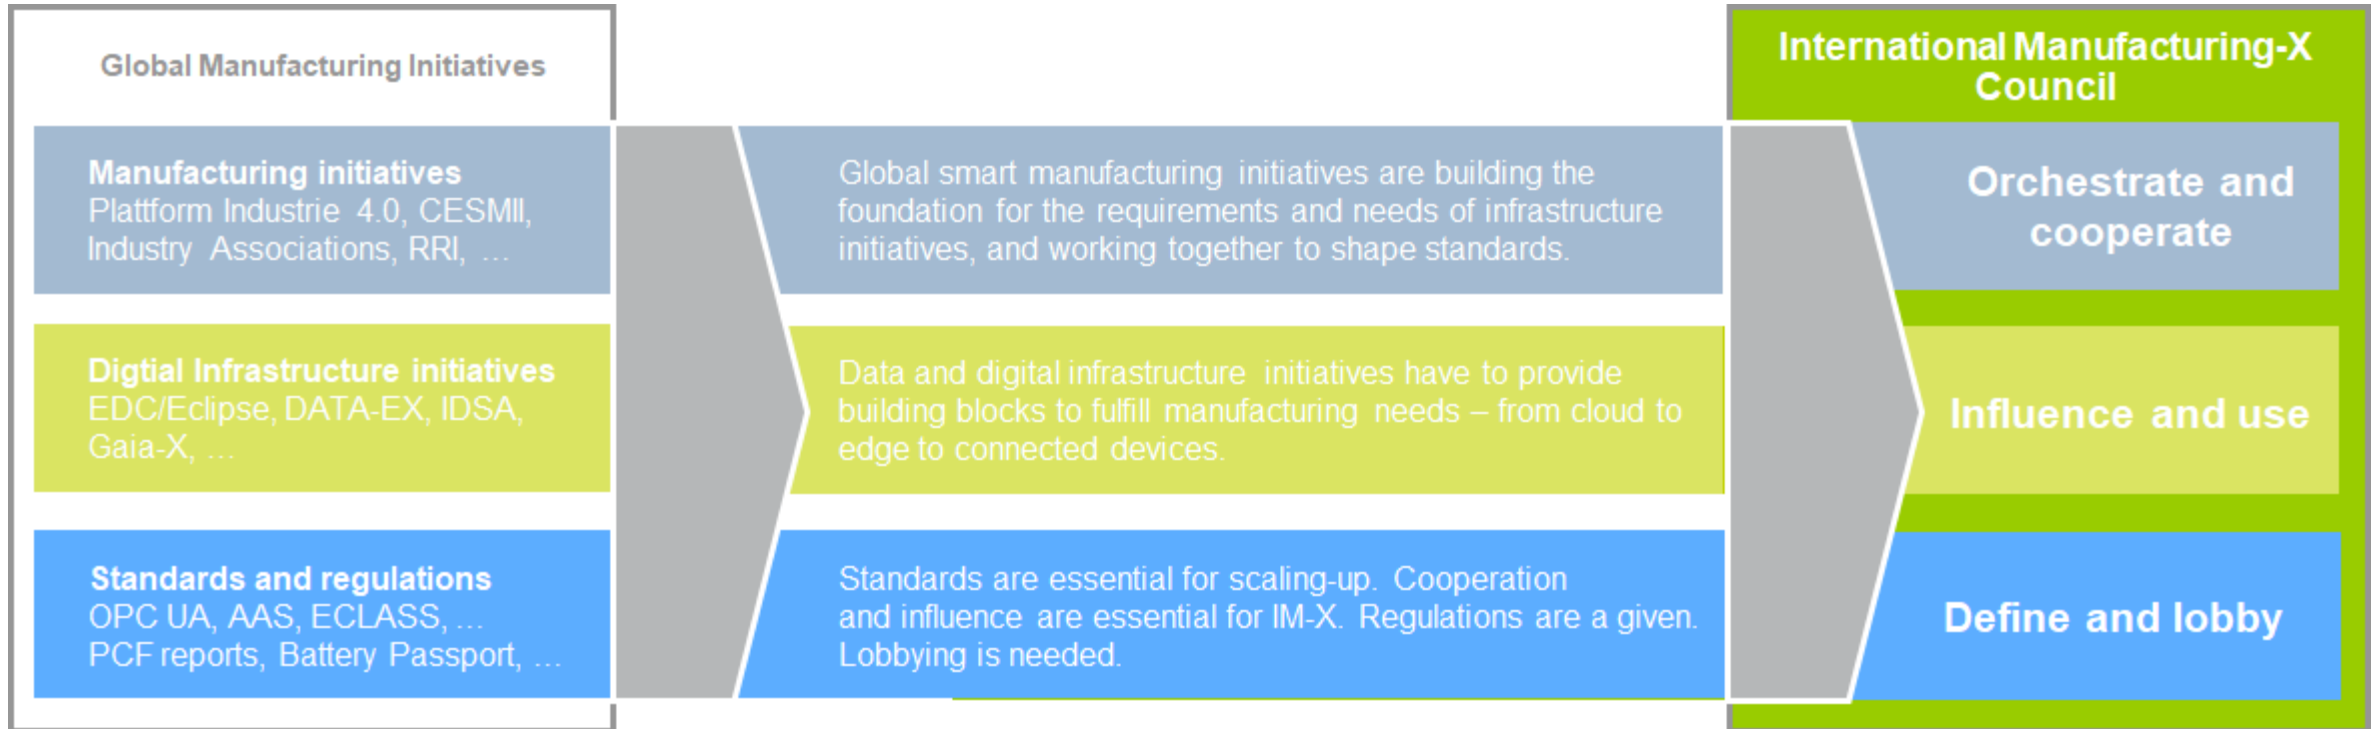 Global Manufacturing Initiatives
Manufacturing initiatives
Plattform Industrie 4.0, CESMII,
Industry Associations, RRI, ...
Digtial Infrastructure initiatives
EDC/Eclipse, DATA-EX, IDSA,
Gaia-X, ...
Standards and regulations
OPC UA, AAS, ECLASS, ...
PCF reports, Battery Passport, ...
Global smart manufacturing initiatives are building the
foundation for the requirements and needs of infrastructure
initiatives, and working together to shape standards.
Data and digital infrastructure initiatives have to provide
building blocks to fulfill manufacturing needs – from cloud to
edge to connected devices.
Standards are essential for scaling-up. Cooperation
and influence are essential for IM-X. Regulations are a given.
Lobbying is needed.
International Manufacturing-X
Council
Orchestrate and
cooperate
Influence and use
Define and lobby